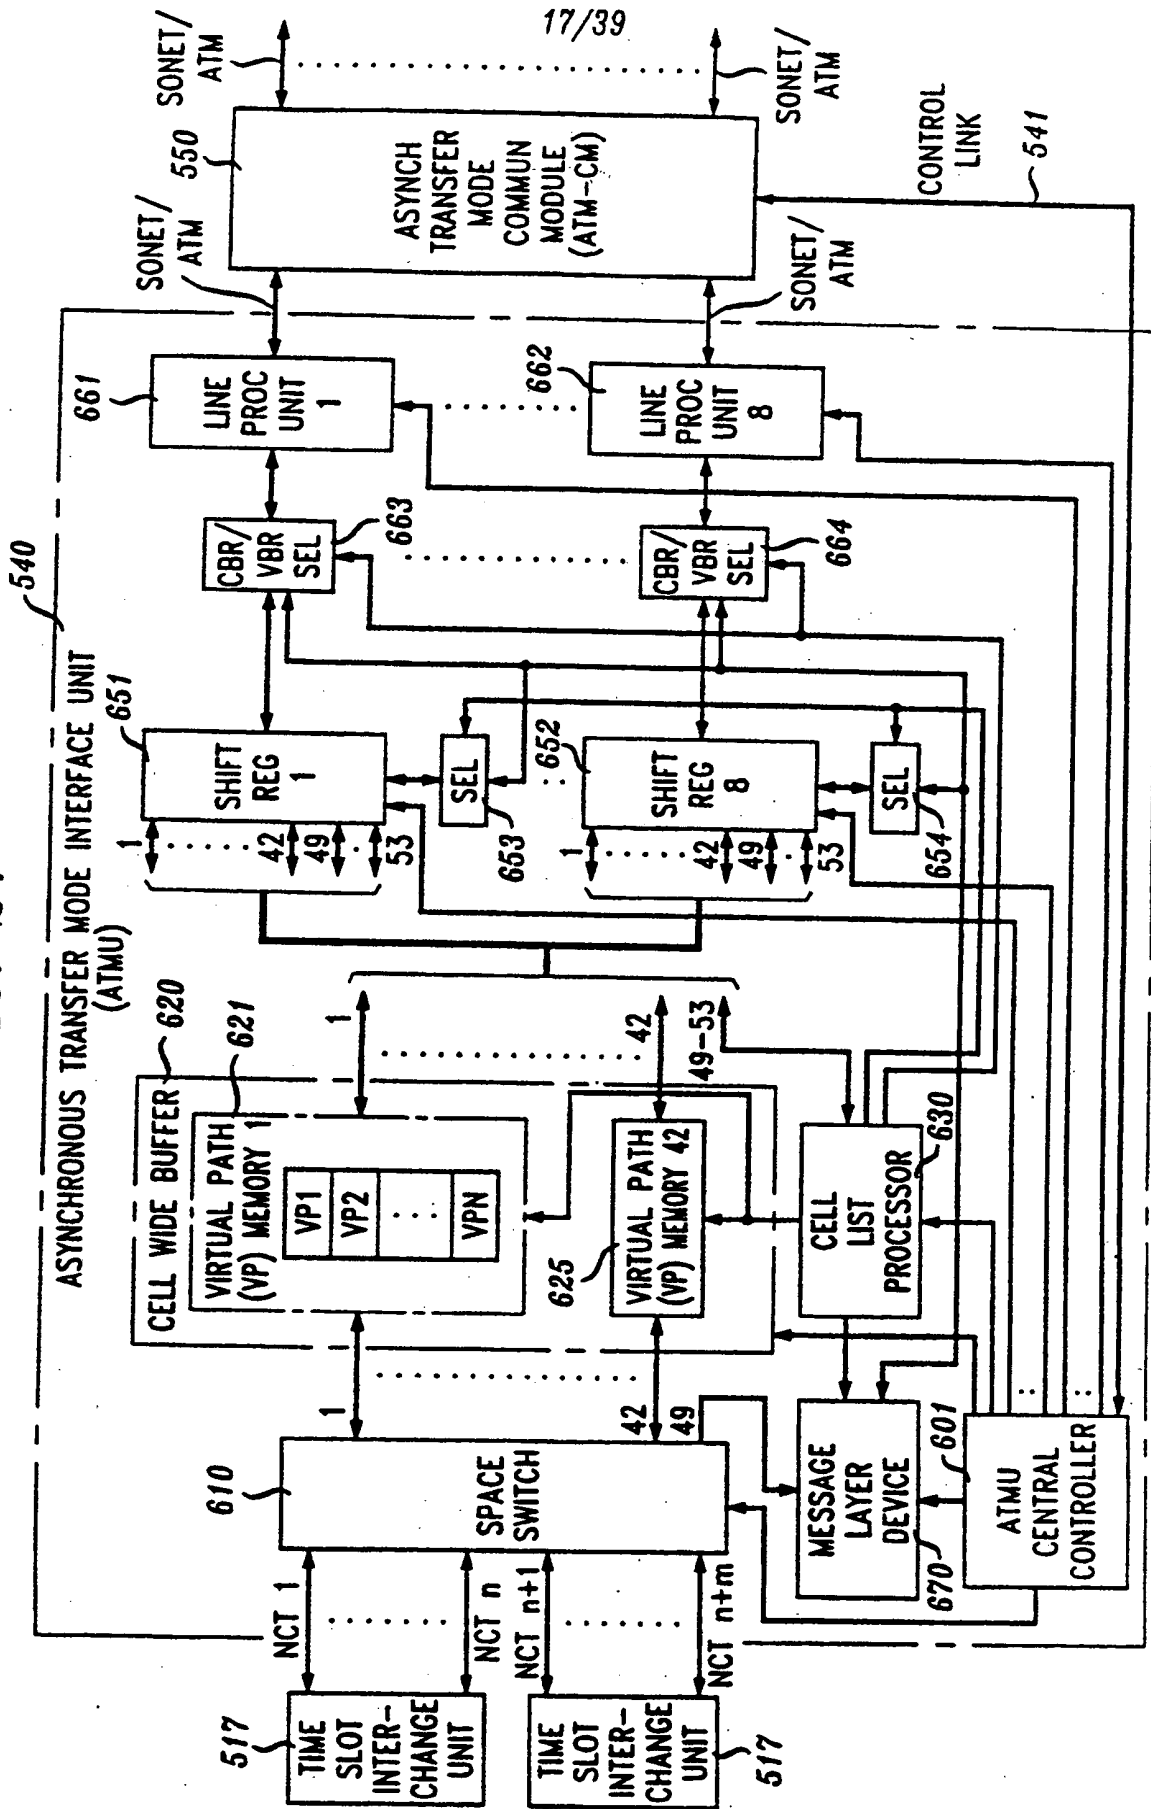 17/39
540
ASYNCHRONOUS TRANSFER MODE INTERFACE UNIT
(ATMU)
517
TIME
SLOT
INTER-
CHANGE
UNIT
TIME
SLOT
INTER-
CHANGE
UNIT
517
NCT 1
NCT n
NCT n+1
NCT n+m
610
SPACE
SWITCH
1
42
49
CELL WIDE BUFFER
620
VIRTUAL PATH
(VP) MEMORY 1
621
VP1
VP2
VPN
625
VIRTUAL PATH
(VP) MEMORY 42
1
42
49-53
CELL
LIST
PROCESSOR
630
MESSAGE
LAYER
DEVICE
670
601
ATMU
CENTRAL
CONTROLLER
651
SHIFT
REG
1
1
42
49
53
SEL
653
652
SHIFT
REG
8
1
42
49
53
SEL
654
CBR/
VBR
SEL
663
CBR/
VBR
SEL
664
661
LINE
PROC
UNIT
1
662
LINE
PROC
UNIT
8
SONET/
ATM
SONET/
ATM
550
ASYNCH
TRANSFER
MODE
COMMUN
MODULE
(ATM-CM)
SONET/
ATM
SONET/
ATM
CONTROL
LINK
541